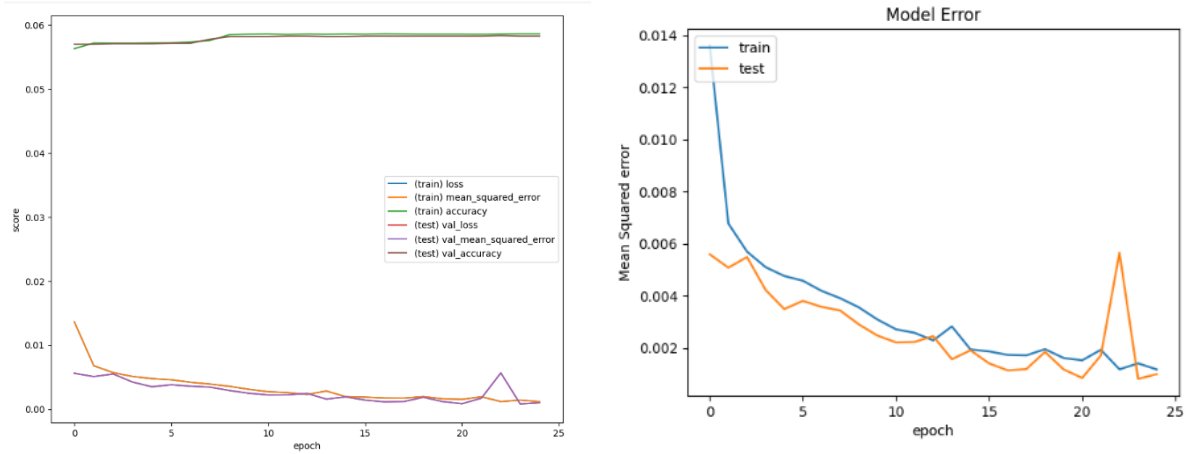 0.06
0.05
0.04
0.03
0.02
0.01
0.00
score
0
5
10
15
20
25
epoch
(train) loss
(train) mean_squared_error
(train) accuracy
(test) val_loss
(test) val_mean_squared_error
(test) val_accuracy
Model Error
0.014
0.012
0.010
0.008
0.006
0.004
0.002
Mean Squared error
0
5
10
15
20
25
epoch
train
test